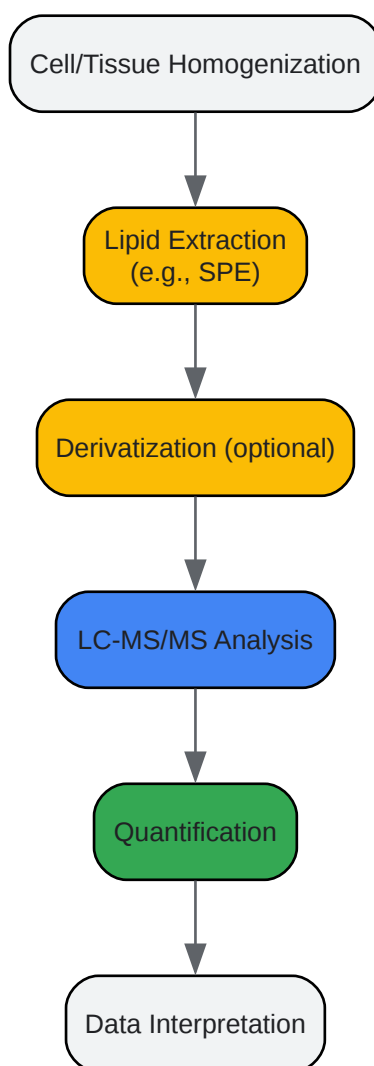 Cell/Tissue Homogenization
Lipid Extraction
(e.g., SPE)
Derivatization (optional)
LC-MS/MS Analysis
Quantification
Data Interpretation